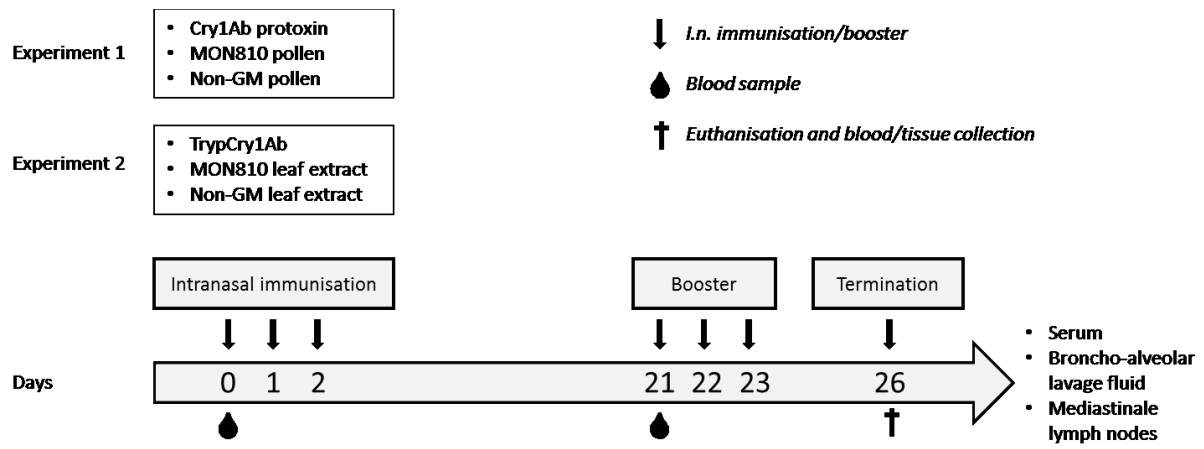 Experiment 1
• Cry1Ab protoxin
• MON810 pollen
• Non-GM pollen
I.n. immunisation/booster
Blood sample
Euthanisation and blood/tissue collection
Experiment 2
• TrypCry1Ab
• MON810 leaf extract
• Non-GM leaf extract
Intranasal immunisation
Booster
Termination
Days
0 1 2 21 22 23 26
• Serum
• Broncho-alveolar
lavage fluid
• Mediastinale
lymph nodes